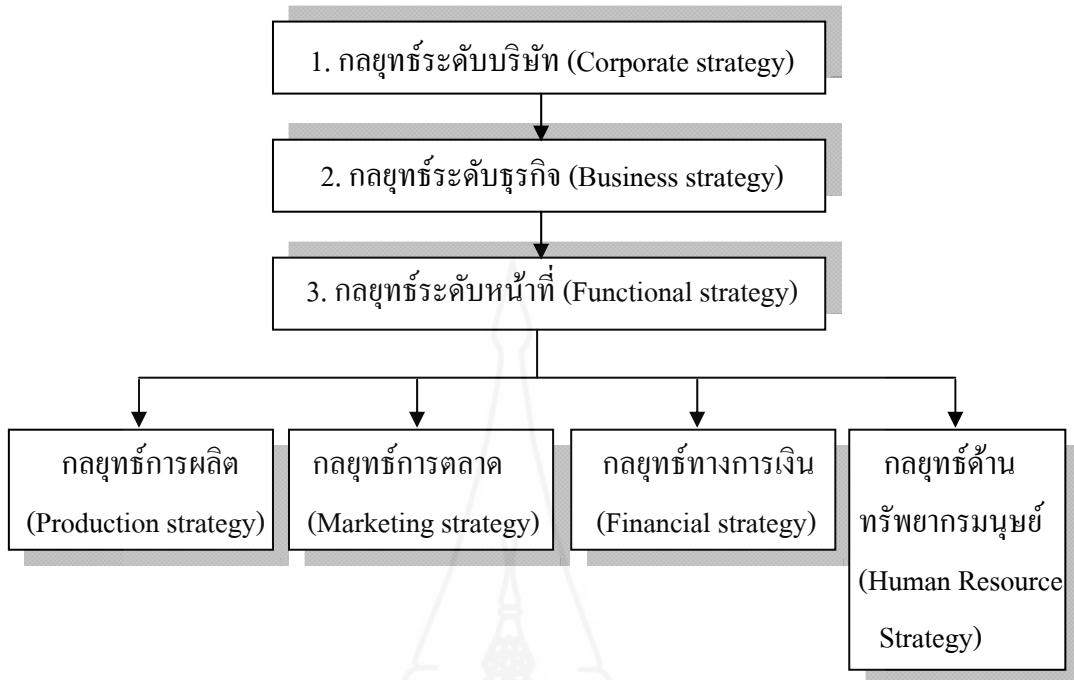 1. กลยุทธ์ระดับบริษัท (Corporate strategy)
2. กลยุทธ์ระดับธุรกิจ (Business strategy)
3. กลยุทธ์ระดับหน้าที่ (Functional strategy)
กลยุทธ์การผลิต
(Production strategy)
กลยุทธ์การตลาด
(Marketing strategy)
กลยุทธ์ทางการเงิน
(Financial strategy)
กลยุทธ์ด้าน
ทรัพยากรมนุษย์
(Human Resource
Strategy)